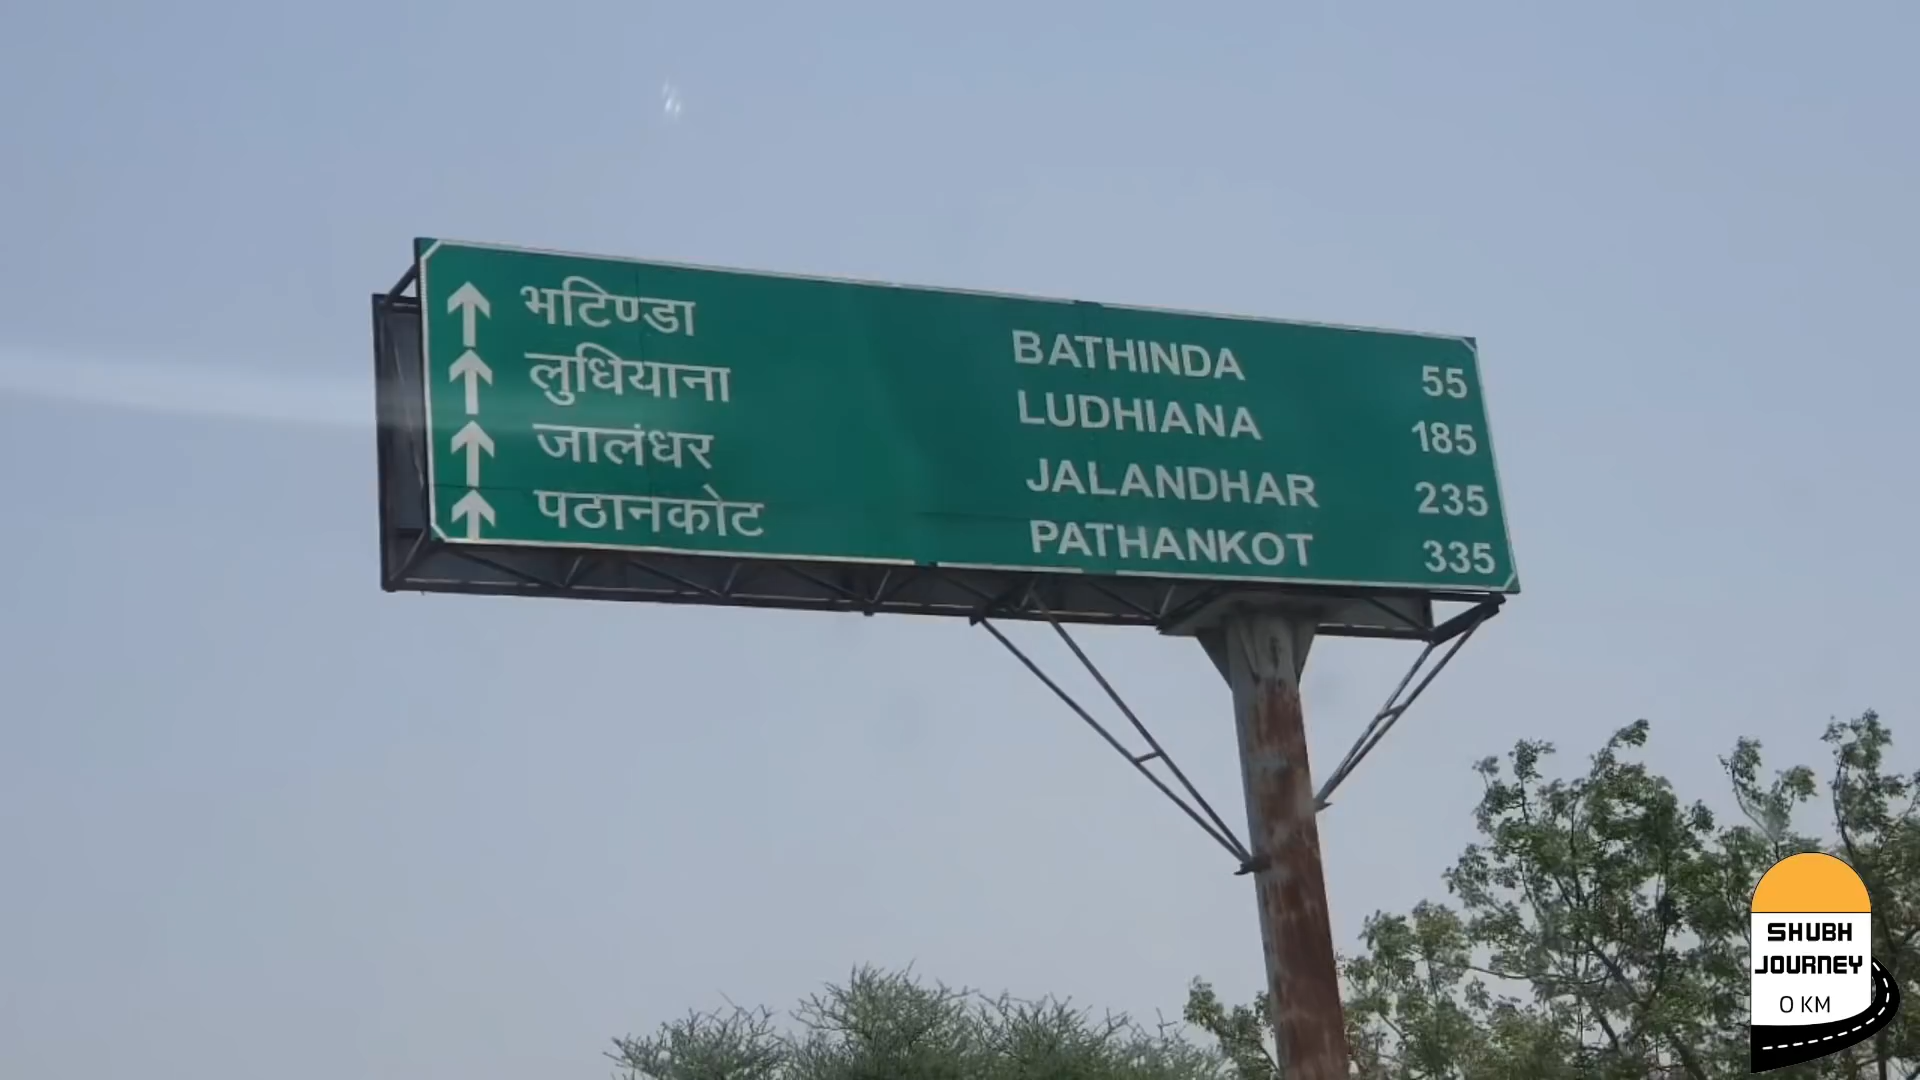 भटिण्डा BATHINDA 55
लुधियाना LUDHIANA 185
जालंधर JALANDHAR 235
पठानकोट PATHANKOT 335
SHUBH
JOURNEY
0 KM